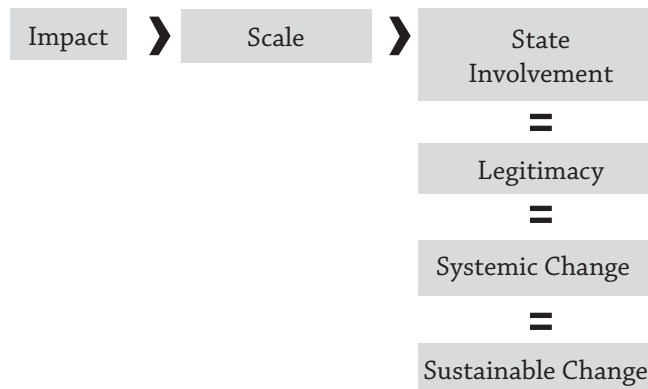 Impact
Scale
State
Involvement
=
Legitimacy
=
Systemic Change
=
Sustainable Change